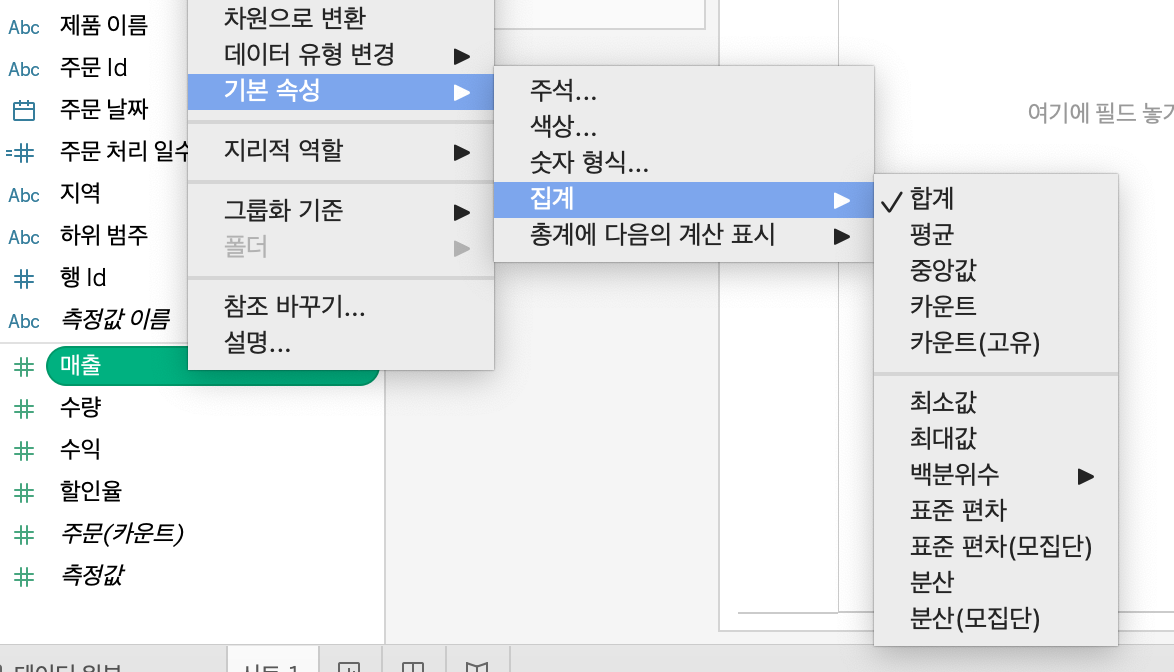 Abc 제품 이름
Abc 주문 Id
주문 날짜
=# 주문 처리 일수
Abc 지역
Abc 하위 범주
# 행 Id
Abc 측정값 이름
# 매출
# 수량
# 수익
# 할인율
# 주문(카운트)
# 측정값
차원으로 변환
데이터 유형 변경
기본 속성
지리적 역할
그룹화 기준
폴더
참조 바꾸기...
설명...
주석...
색상...
숫자 형식...
집계
총계에 다음의 계산 표시
합계
평균
중앙값
카운트
카운트(고유)
최소값
최대값
백분위수
표준 편차
표준 편차(모집단)
분산
분산(모집단)
여기에 필드 놓기
데이터 원본
시트 1